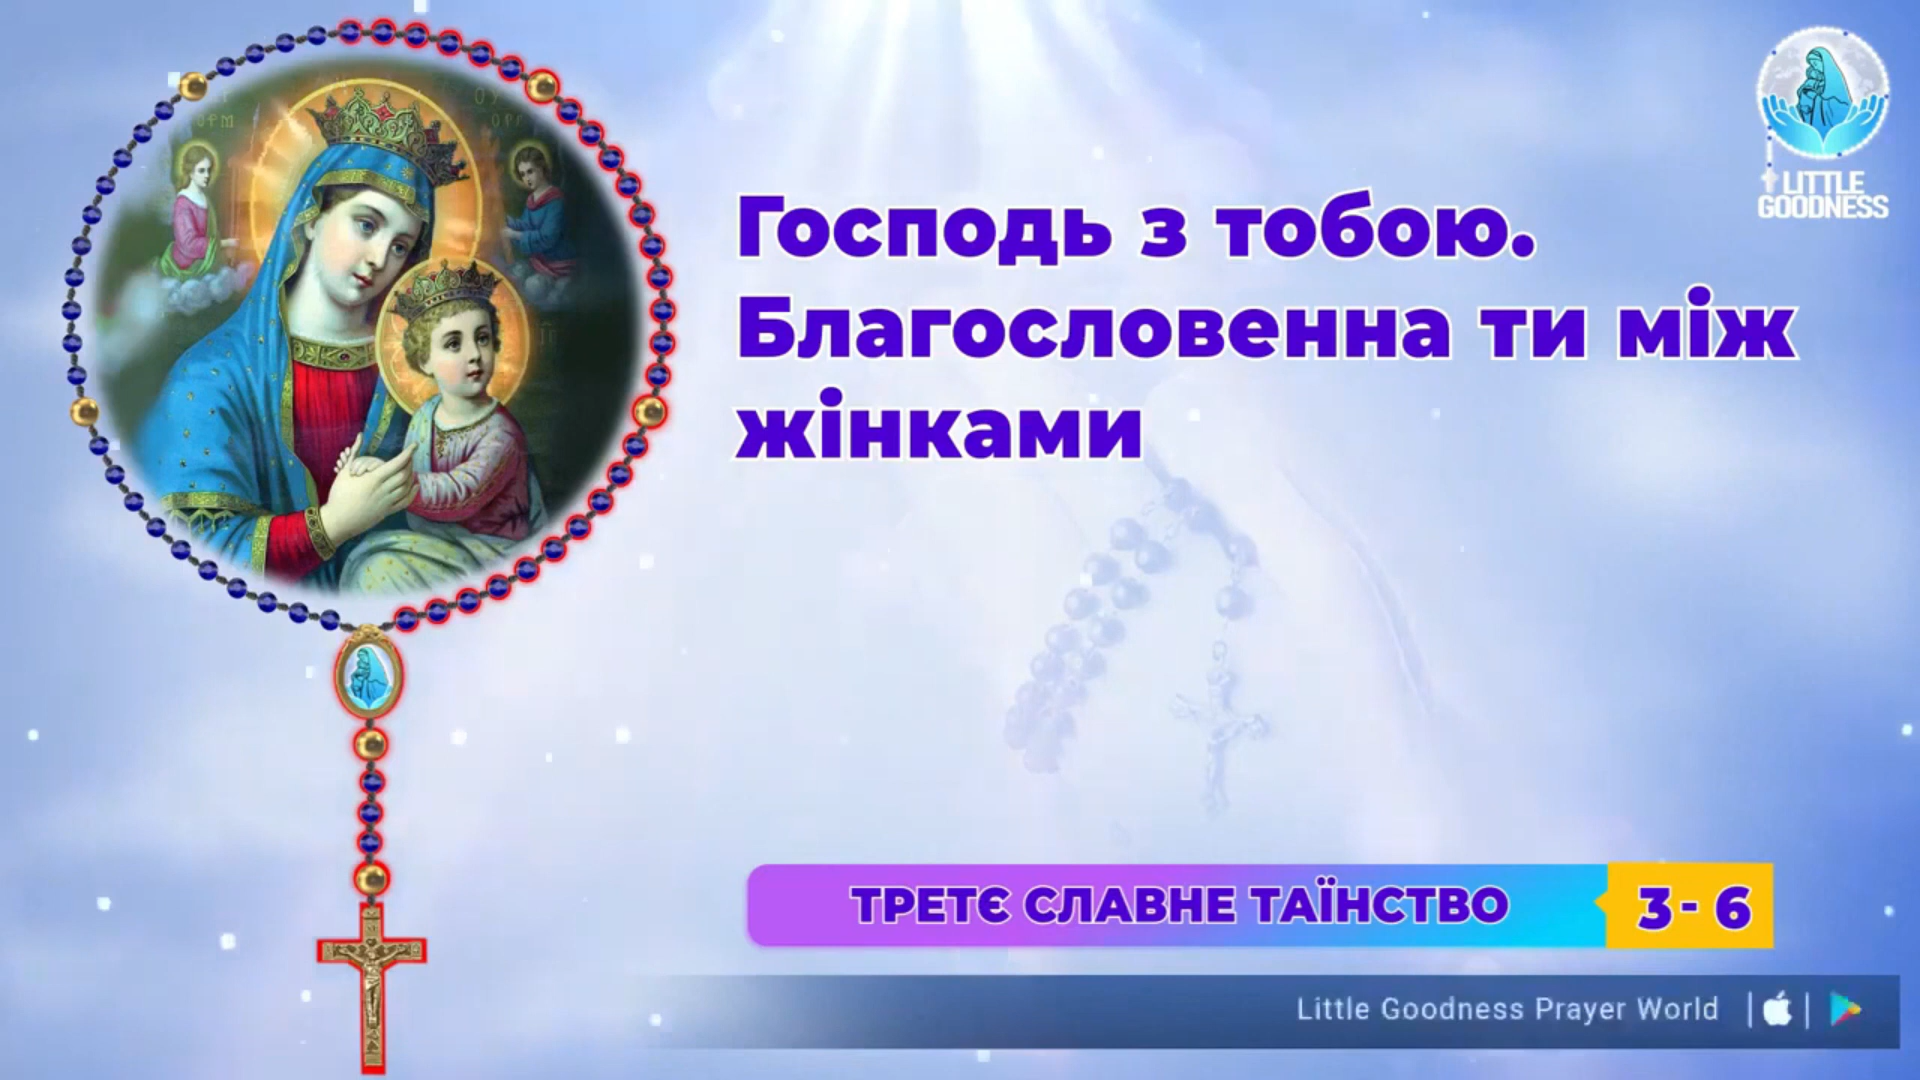 Господь з тобою.
Благословенна ти між
жінками
LITTLE
GOODNESS
ТРЕТЄ СЛАВНЕ ТАЇНСТВО
3- 6
Little Goodness Prayer World